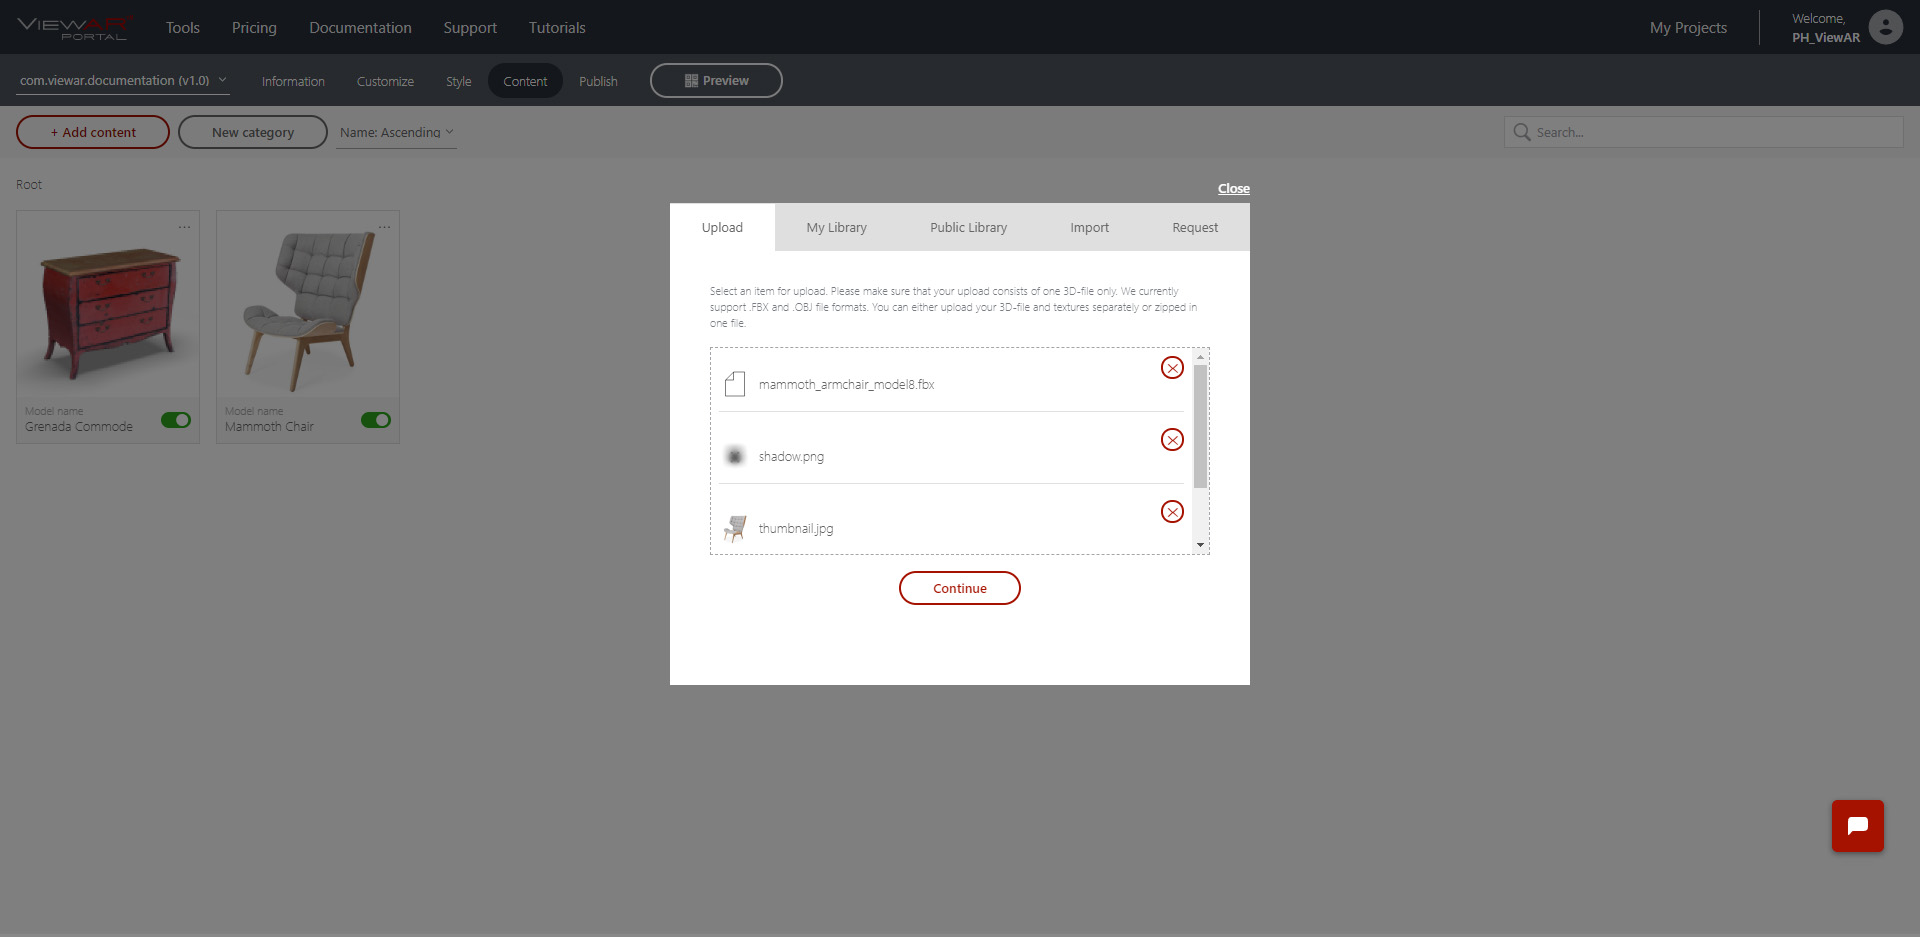 VIEWAR
PORTAL
Tools
Pricing
Documentation
Support
Tutorials
My Projects
Welcome,
PH_ViewAR
com.viewar.documentation (v1.0)
Information
Customize
Style
Content
Publish
Preview
+ Add content
New category
Name: Ascending
Search...
Root
Model name
Grenada Commode
Model name
Mammoth Chair
Close
Upload
My Library
Public Library
Import
Request
Select an item for upload. Please make sure that your upload consists of one 3D-file only. We currently
support .FBX and .OBJ file formats. You can either upload your 3D-file and textures separately or zipped in
one file.
mammoth_armchair_model8.fbx
shadow.png
thumbnail.jpg
Continue